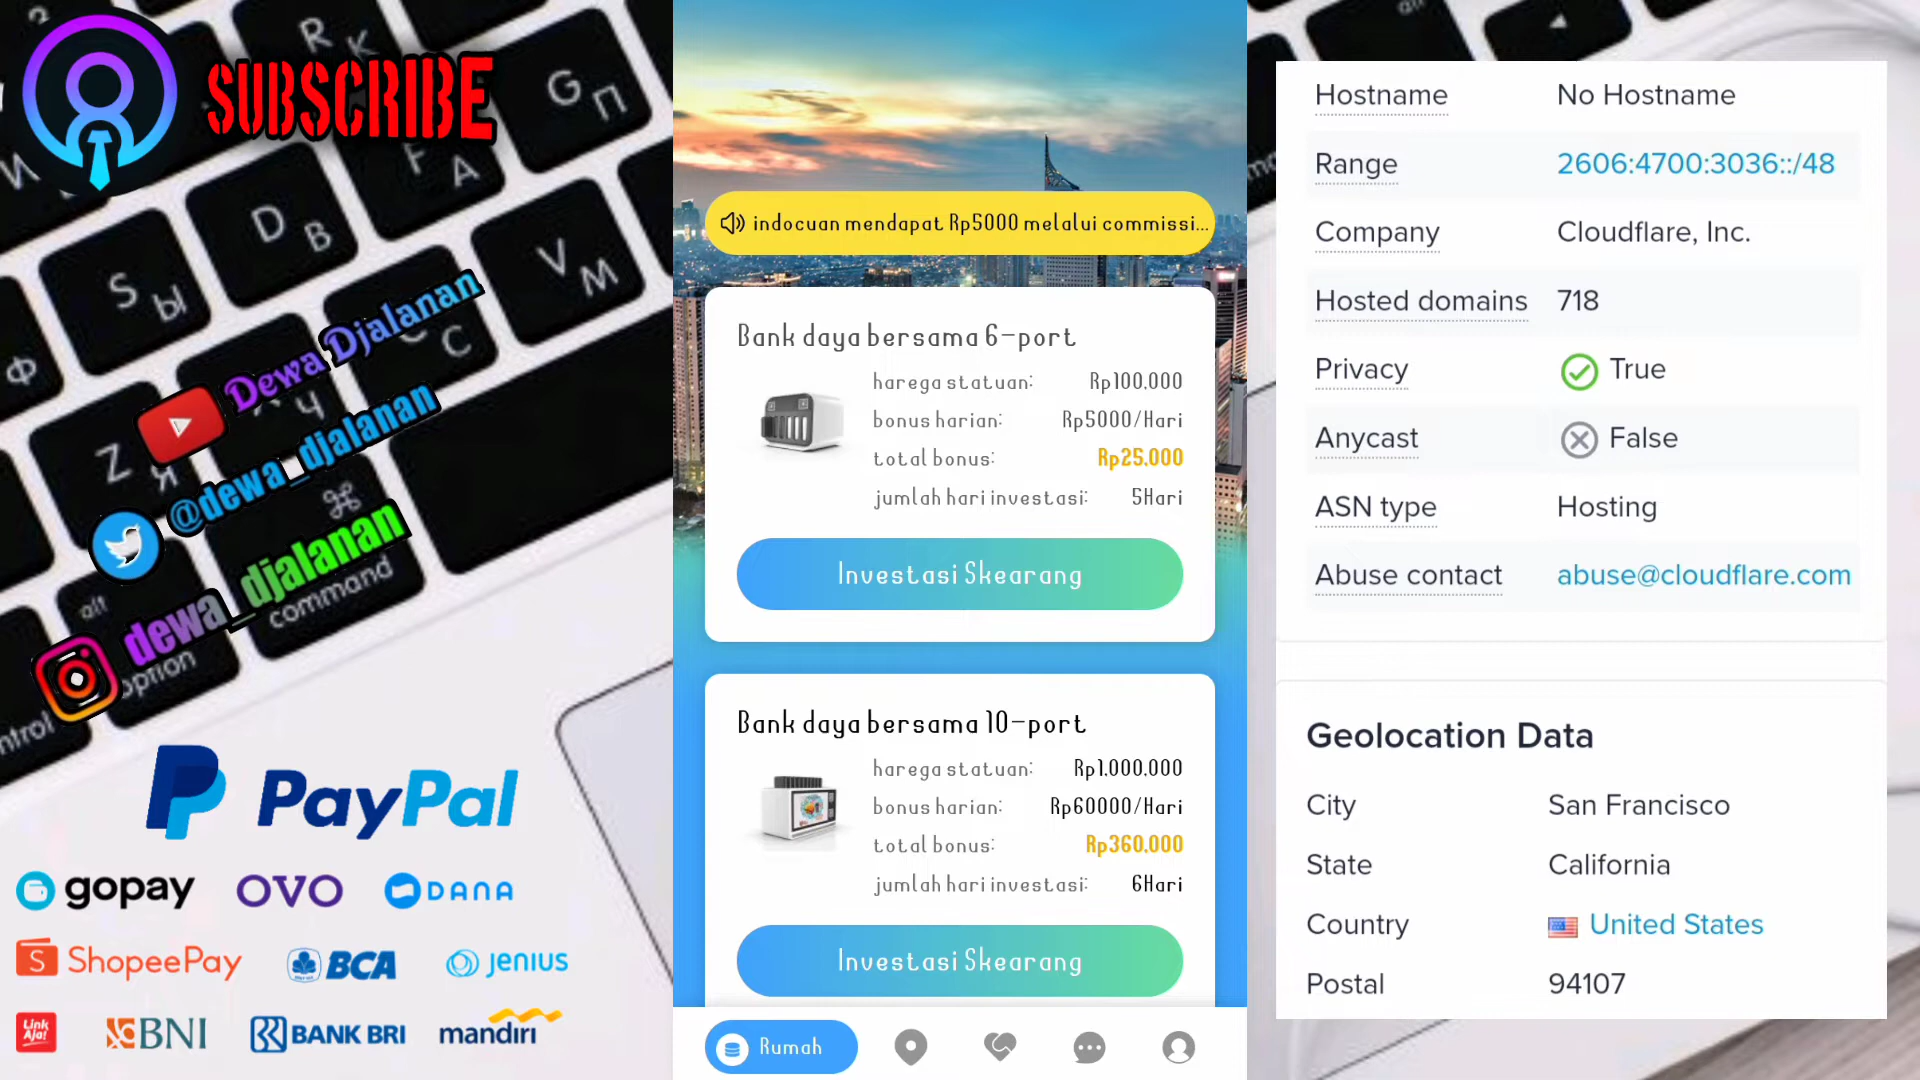 SUBSCRIBE
Dewa Djalanan
@dewa_djalanan
dewa_djalanan
PayPal
gopay
OVO
DANA
ShopeePay
BCA
jenius
Link Aja!
BNI
BANK BRI
mandiri
R
K
G
П
F
A
D
B
S
Ы
V
M
C
Ф
Z
Я
Ч
⌘
alt
option
command
indocuan mendapat Rp5000 melalui commissi...
Bank daya bersama 6-port
harega statuan: Rp100.000
bonus harian: Rp5000/Hari
total bonus: Rp25.000
jumlah hari investasi: 5Hari
Investasi Skearang
Bank daya bersama 10-port
harega statuan: Rp1.000.000
bonus harian: Rp60000/Hari
total bonus: Rp360.000
jumlah hari investasi: 6Hari
Investasi Skearang
Rumah
Hostname No Hostname
Range 2606:4700:3036::/48
Company Cloudflare, Inc.
Hosted domains 718
Privacy True
Anycast False
ASN type Hosting
Abuse contact abuse@cloudflare.com
Geolocation Data
City San Francisco
State California
Country United States
Postal 94107